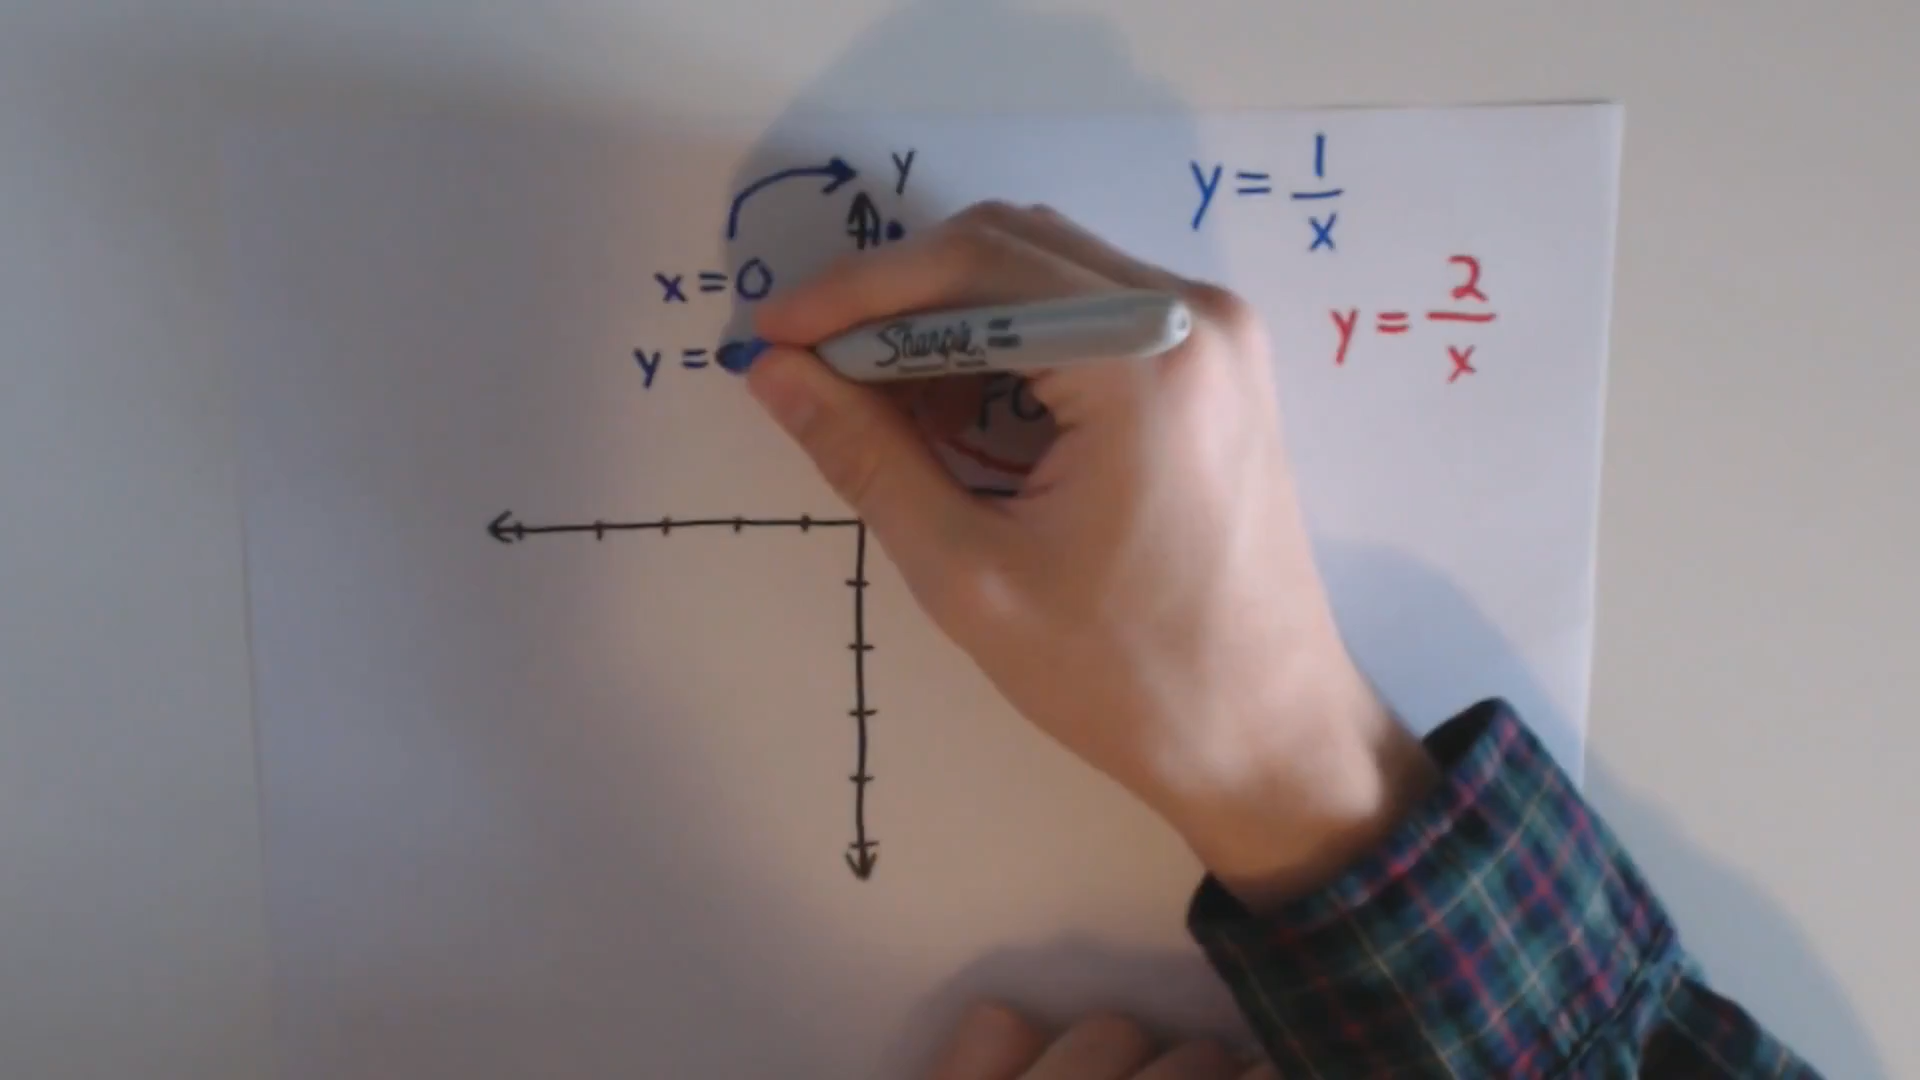 y
x = 0
y =
y = 1/x
y = 2/x
Sharpie